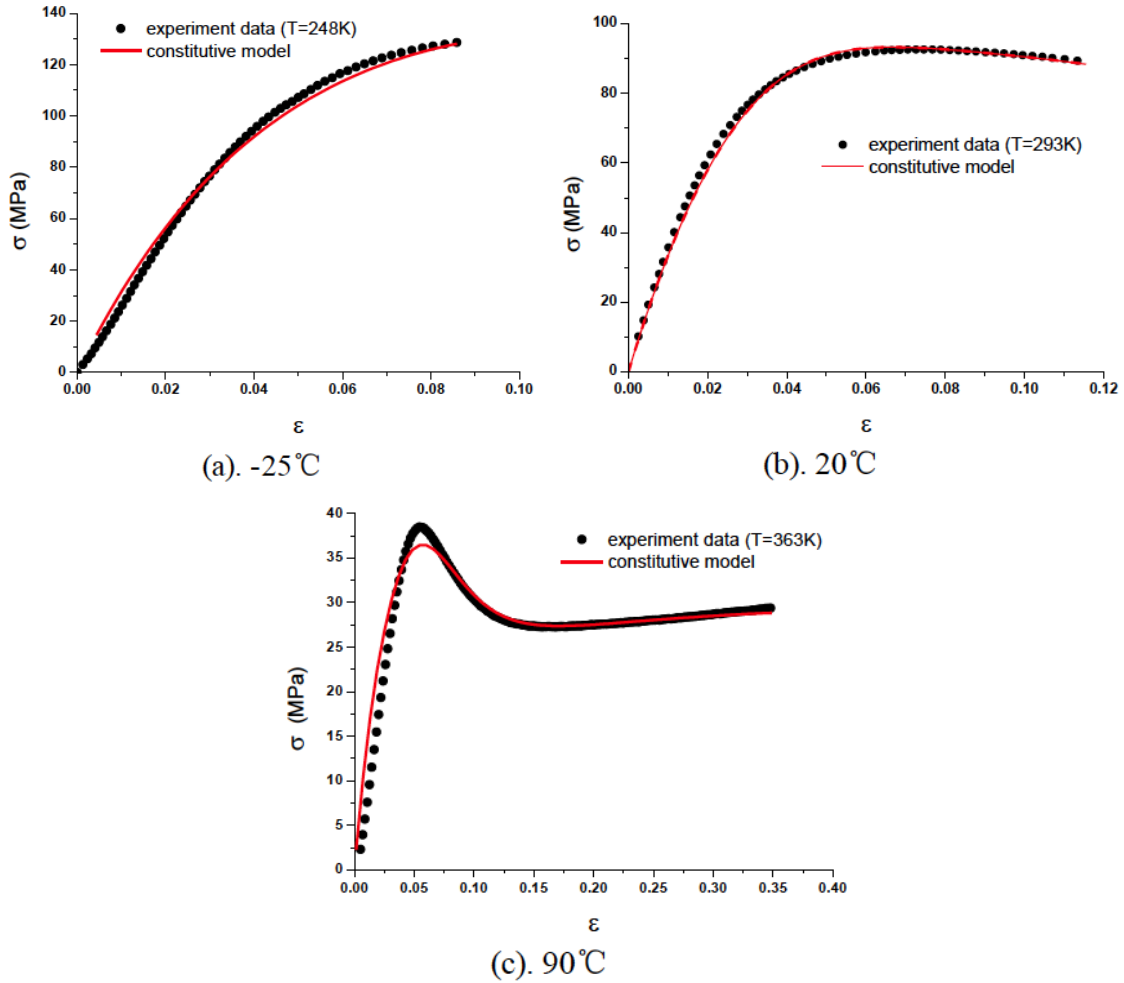 140
120
100
80
60
40
20
0
σ (MPa)
experiment data (T=248K)
constitutive model
0.00 0.02 0.04 0.06 0.08 0.10
ε
(a). -25℃
100
80
60
40
20
0
σ (MPa)
experiment data (T=293K)
constitutive model
0.00 0.02 0.04 0.06 0.08 0.10 0.12
ε
(b). 20℃
40
35
30
25
20
15
10
5
0
σ (MPa)
experiment data (T=363K)
constitutive model
0.00 0.05 0.10 0.15 0.20 0.25 0.30 0.35 0.40
ε
(c). 90℃